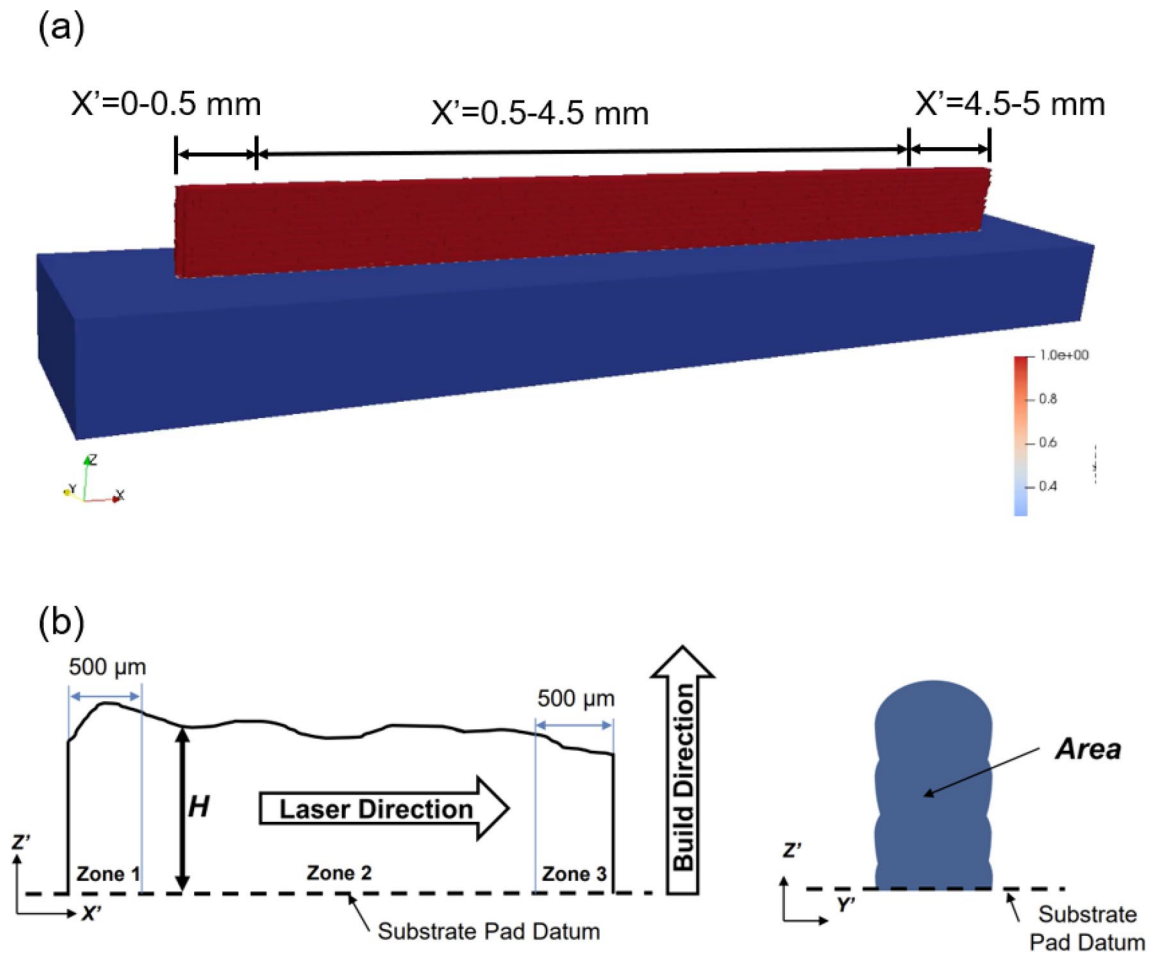 (a)
X'=0-0.5 mm
X'=0.5-4.5 mm
X'=4.5-5 mm
Z
Y
X
1.0e+00
0.8
0.6
0.4
(b)
500 µm
500 µm
H
Laser Direction
Build Direction
Area
Z'
Zone 1
Zone 2
Zone 3
X'
Substrate Pad Datum
Z'
Y'
Substrate
Pad Datum